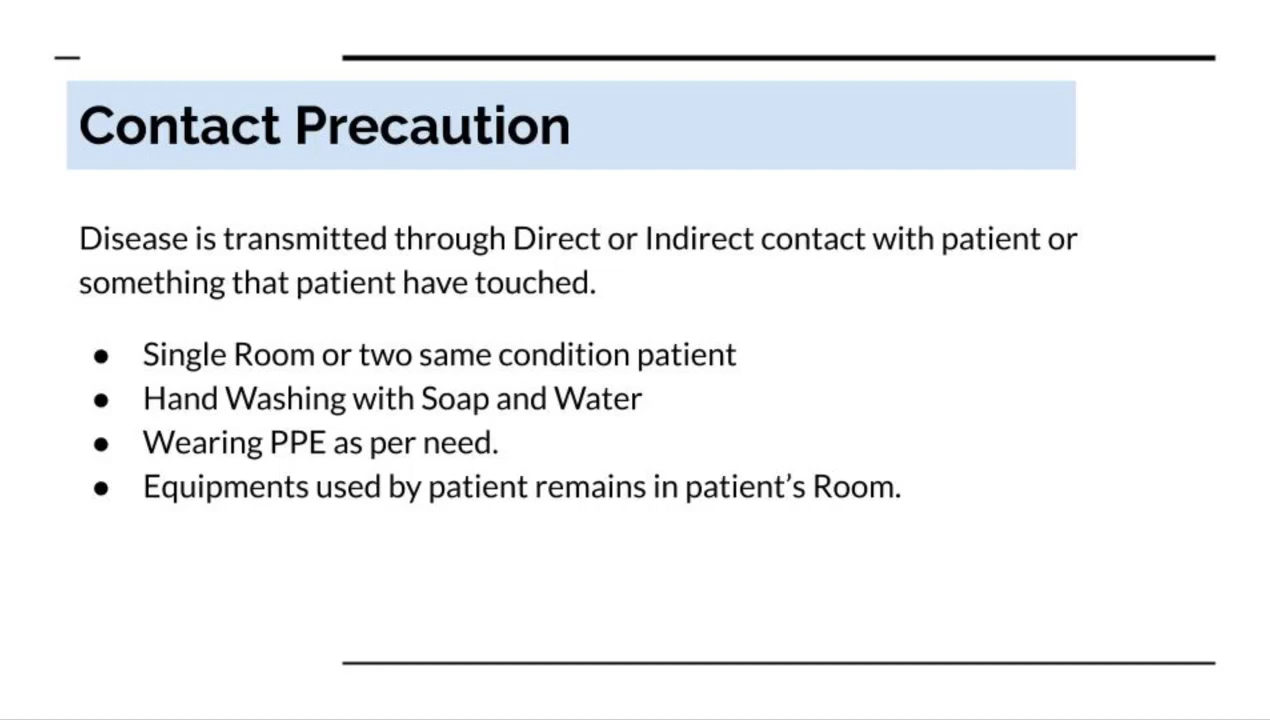 Contact Precaution
Disease is transmitted through Direct or Indirect contact with patient or
something that patient have touched.
● Single Room or two same condition patient
● Hand Washing with Soap and Water
● Wearing PPE as per need.
● Equipments used by patient remains in patient’s Room.